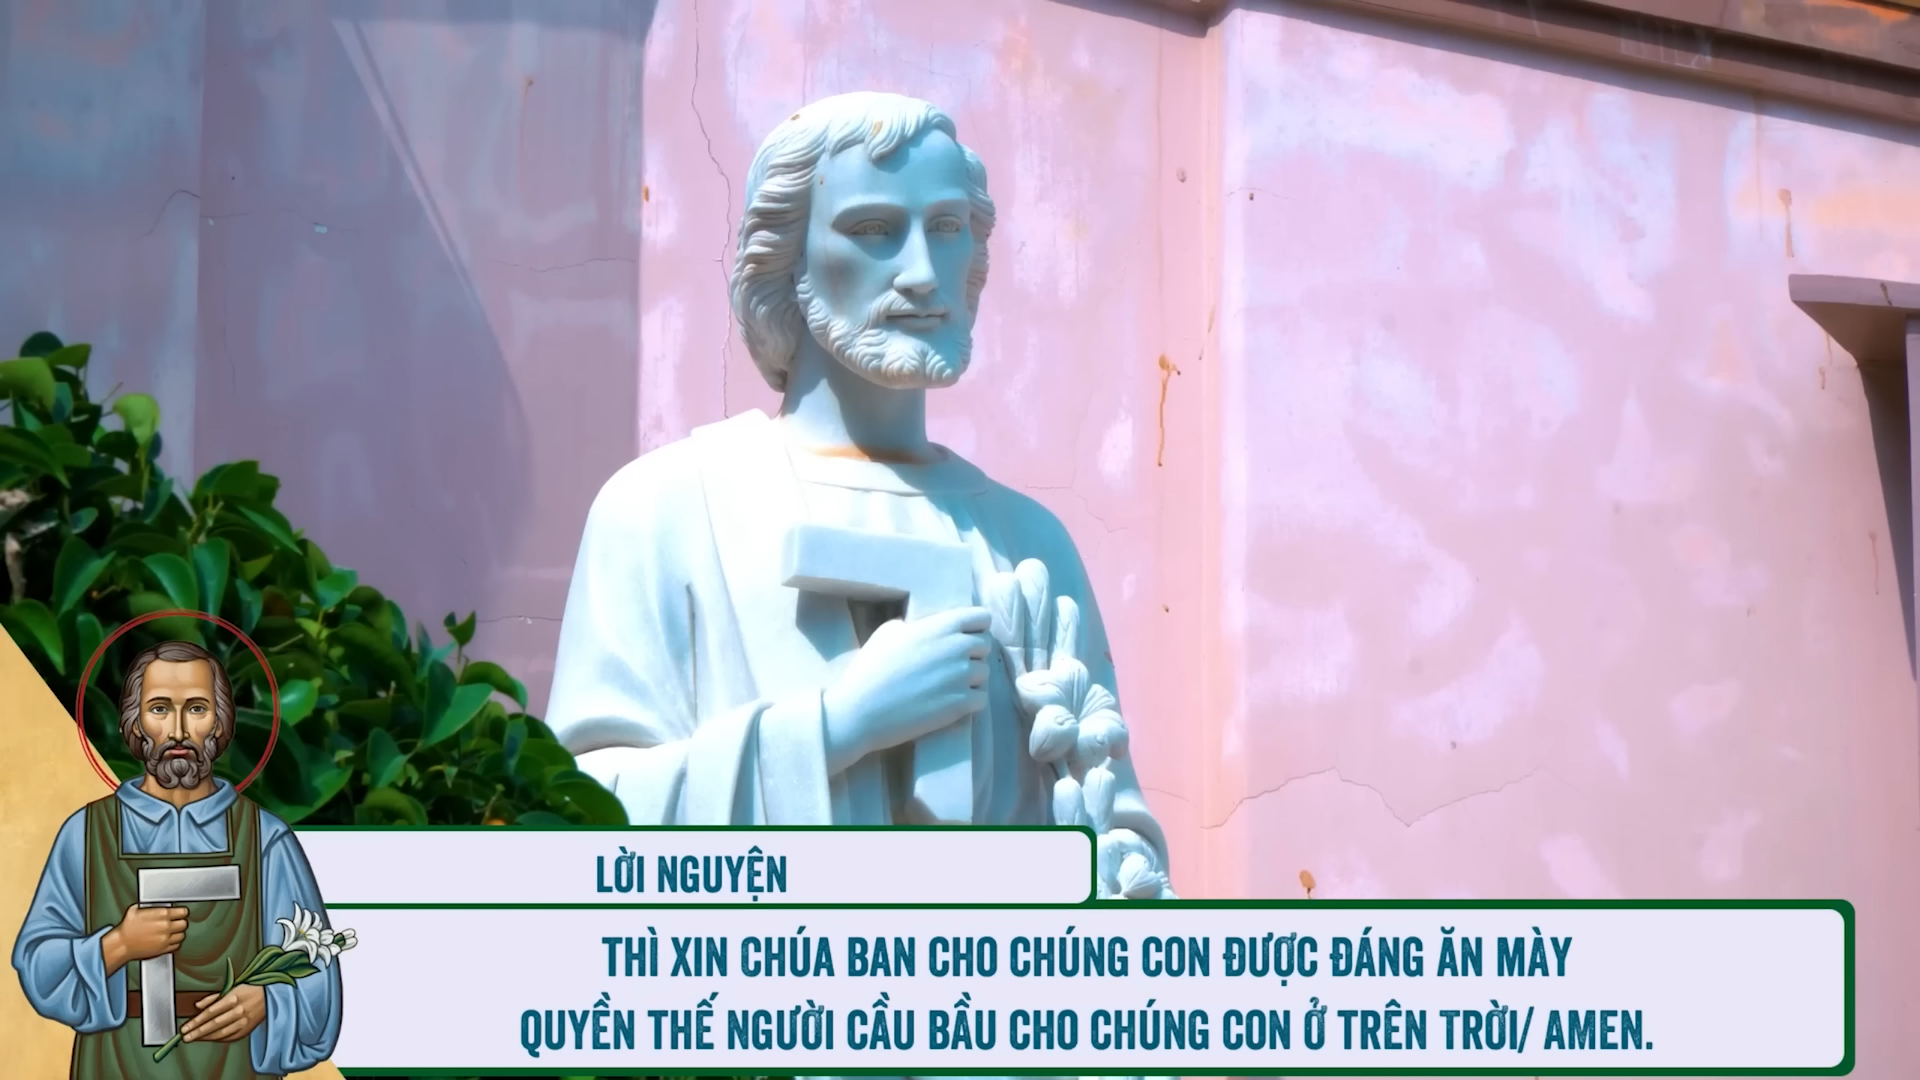 LỜI NGUYỆN
THÌ XIN CHÚA BAN CHO CHÚNG CON ĐƯỢC ĐÁNG ĂN MÀY
QUYỀN THẾ NGƯỜI CẦU BẦU CHO CHÚNG CON Ở TRÊN TRỜI/ AMEN.